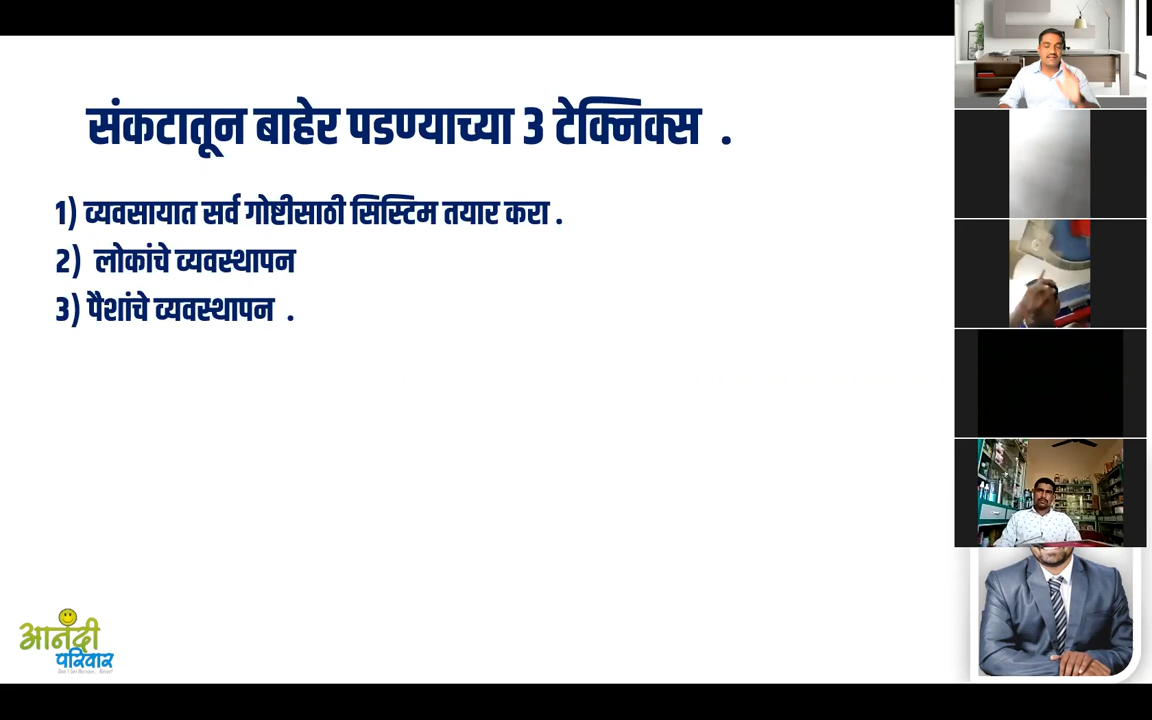 संकटातून बाहेर पडण्याच्या 3 टेक्निक्स .
1) व्यवसायात सर्व गोष्टीसाठी सिस्टिम तयार करा .
2) लोकांचे व्यवस्थापन
3) पैशांचे व्यवस्थापन .
आनंदी
परिवार